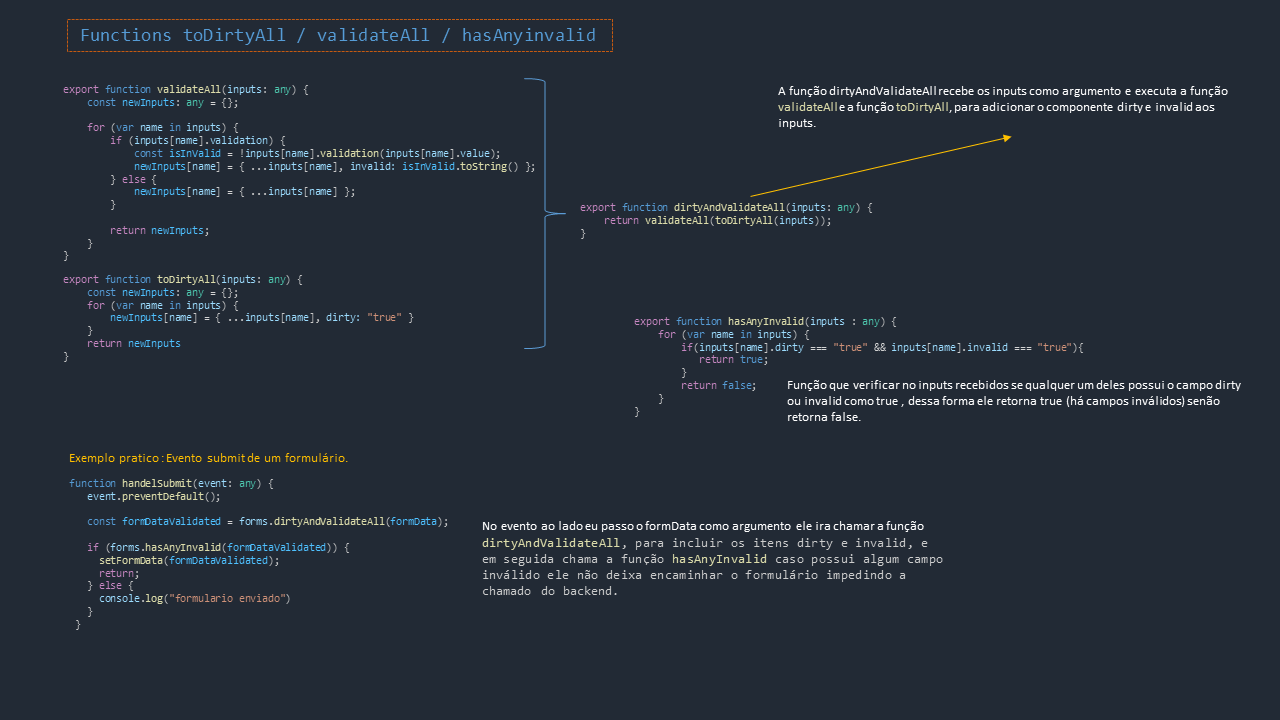 Functions toDirtyAll / validateAll / hasAnyinvalid
export function validateAll(inputs: any) {
    const newInputs: any = {};
    for (var name in inputs) {
        if (inputs[name].validation) {
            const isInValid = !inputs[name].validation(inputs[name].value);
            newInputs[name] = { ...inputs[name], invalid: isInValid.toString() };
        } else {
            newInputs[name] = { ...inputs[name] };
        }
        return newInputs;
    }
}
export function toDirtyAll(inputs: any) {
    const newInputs: any = {};
    for (var name in inputs) {
        newInputs[name] = { ...inputs[name], dirty: "true" }
    }
    return newInputs
}
A função dirtyAndValidateAll recebe os inputs como argumento e executa a função
validateAll e a função toDirtyAll, para adicionar o componente dirty e invalid aos
inputs.
export function dirtyAndValidateAll(inputs: any) {
    return validateAll(toDirtyAll(inputs));
}
export function hasAnyInvalid(inputs : any) {
    for (var name in inputs) {
        if(inputs[name].dirty === "true" && inputs[name].invalid === "true"){
           return true;
        }
        return false;
    }
}
Função que verificar no inputs recebidos se qualquer um deles possui o campo dirty
ou invalid como true , dessa forma ele retorna true (há campos inválidos) senão
retorna false.
Exemplo pratico : Evento submit de um formulário.
function handelSubmit(event: any) {
   event.preventDefault();
   const formDataValidated = forms.dirtyAndValidateAll(formData);
   if (forms.hasAnyInvalid(formDataValidated)) {
     setFormData(formDataValidated);
     return;
   } else {
     console.log("formulario enviado")
   }
 }
No evento ao lado eu passo o formData como argumento ele ira chamar a função
dirtyAndValidateAll, para incluir os itens dirty e invalid, e
em seguida chama a função hasAnyInvalid caso possui algum campo
inválido ele não deixa encaminhar o formulário impedindo a
chamado do backend.